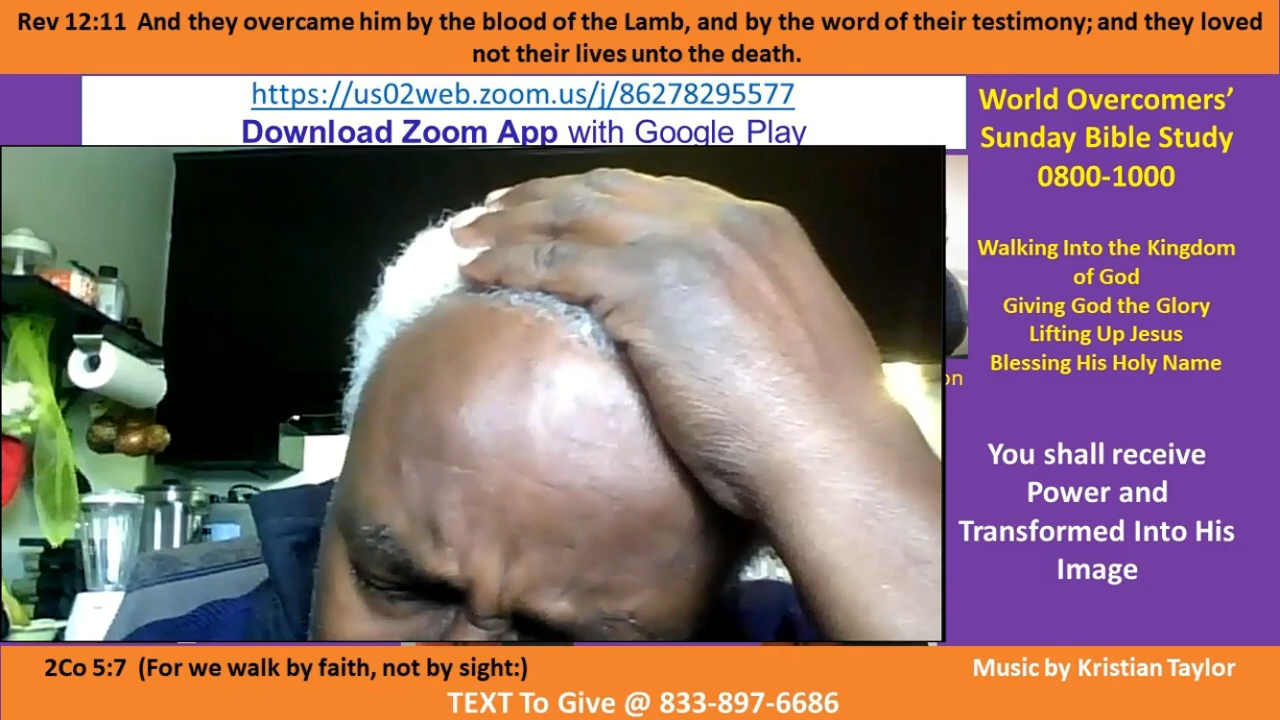 Rev 12:11 And they overcame him by the blood of the Lamb, and by the word of their testimony; and they loved
not their lives unto the death.
https://us02web.zoom.us/j/86278295577
Download Zoom App with Google Play
World Overcomers’
Sunday Bible Study
0800-1000
Walking Into the Kingdom
of God
Giving God the Glory
Lifting Up Jesus
Blessing His Holy Name
on
You shall receive
Power and
Transformed Into His
Image
2Co 5:7 (For we walk by faith, not by sight:)
Music by Kristian Taylor
TEXT To Give @ 833-897-6686